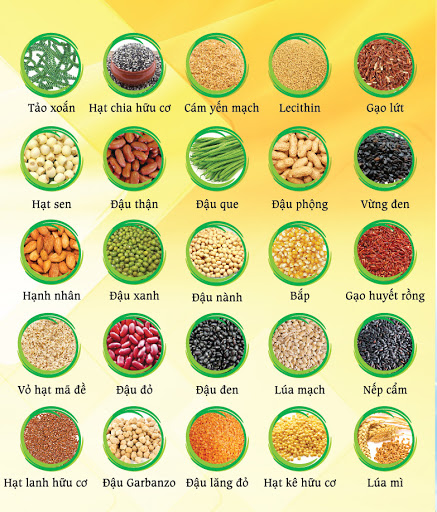 Tảo xoắn
Hạt chia hữu cơ
Cám yến mạch
Lecithin
Gạo lứt
Hạt sen
Đậu thận
Đậu que
Đậu phộng
Vừng đen
Hạnh nhân
Đậu xanh
Đậu nành
Bắp
Gạo huyết rồng
Vỏ hạt mã đề
Đậu đỏ
Đậu đen
Lúa mạch
Nếp cẩm
Hạt lanh hữu cơ
Đậu Garbanzo
Đậu lăng đỏ
Hạt kê hữu cơ
Lúa mì